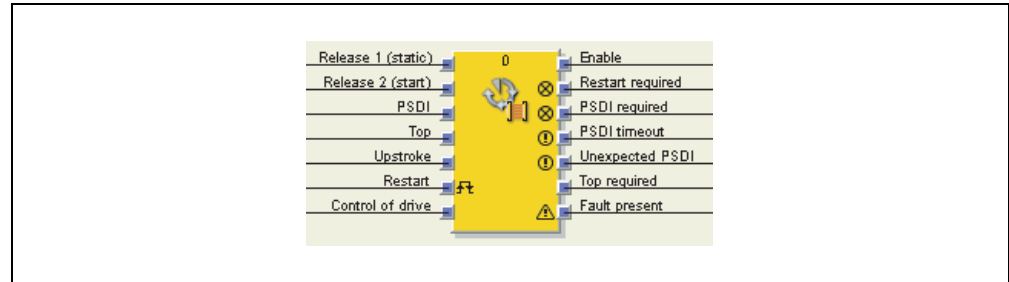 Release 1 (static)
Release 2 (start)
PSDI
Top
Upstroke
Restart
Control of drive
0
Enable
Restart required
PSDI required
PSDI timeout
Unexpected PSDI
Top required
Fault present